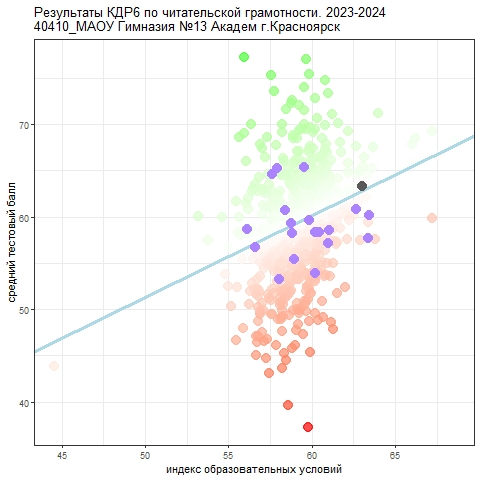 Результаты КДР6 по читательской грамотности. 2023-2024
40410_МАОУ Гимназия №13 Академ г.Красноярск
средний тестовый балл
70
60
50
40
45
50
55
60
65
индекс образовательных условий